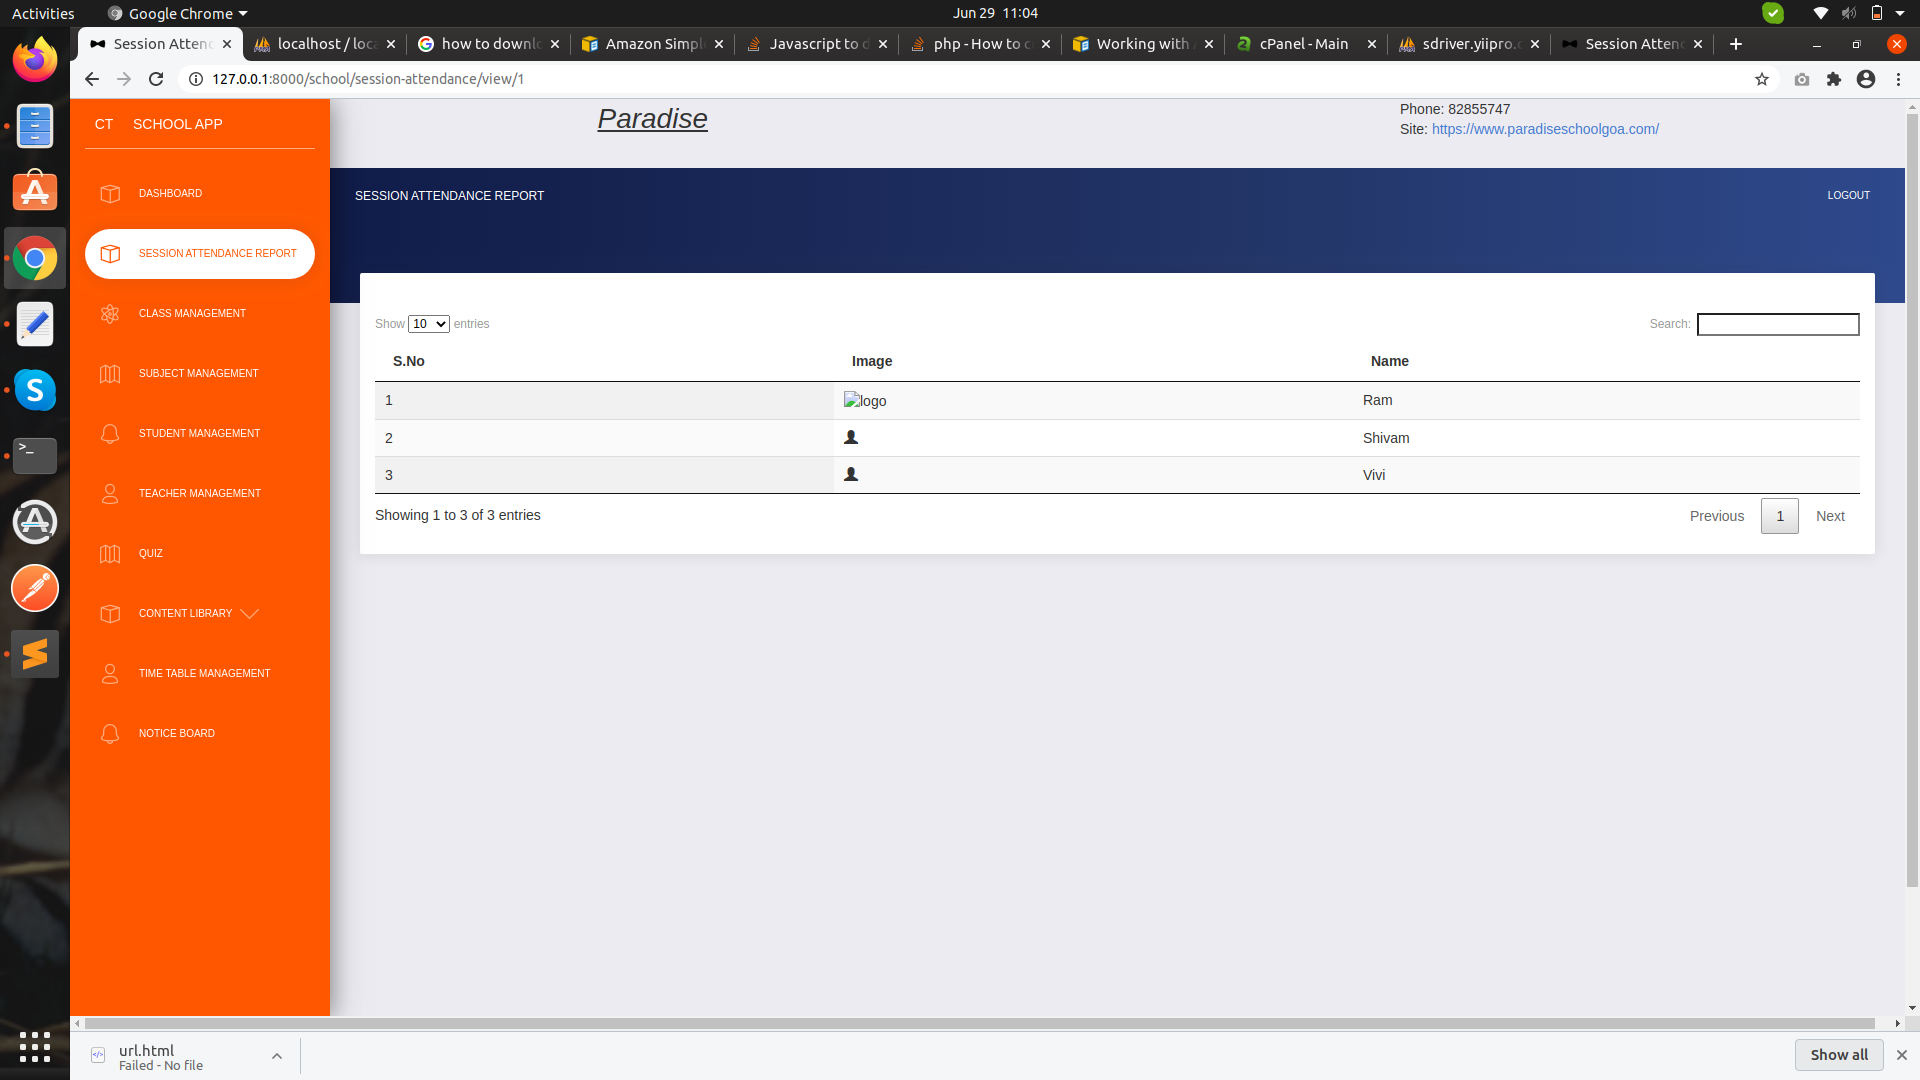 Activities
Google Chrome
Jun 29 11:04
Session Atten
localhost / loc
how to downl
Amazon Simpl
Javascript to d
php - How to c
Working with
cPanel - Main
sdriver.yiipro.c
Session Atten
127.0.0.1:8000/school/session-attendance/view/1
CT SCHOOL APP
Paradise
Phone: 82855747
Site: https://www.paradiseschoolgoa.com/
SESSION ATTENDANCE REPORT
LOGOUT
DASHBOARD
SESSION ATTENDANCE REPORT
CLASS MANAGEMENT
SUBJECT MANAGEMENT
STUDENT MANAGEMENT
TEACHER MANAGEMENT
QUIZ
CONTENT LIBRARY
TIME TABLE MANAGEMENT
NOTICE BOARD
Show 10 entries
Search:
S.No Image Name
1 logo Ram
2 Shivam
3 Vivi
Showing 1 to 3 of 3 entries
Previous 1 Next
url.html
Failed - No file
Show all